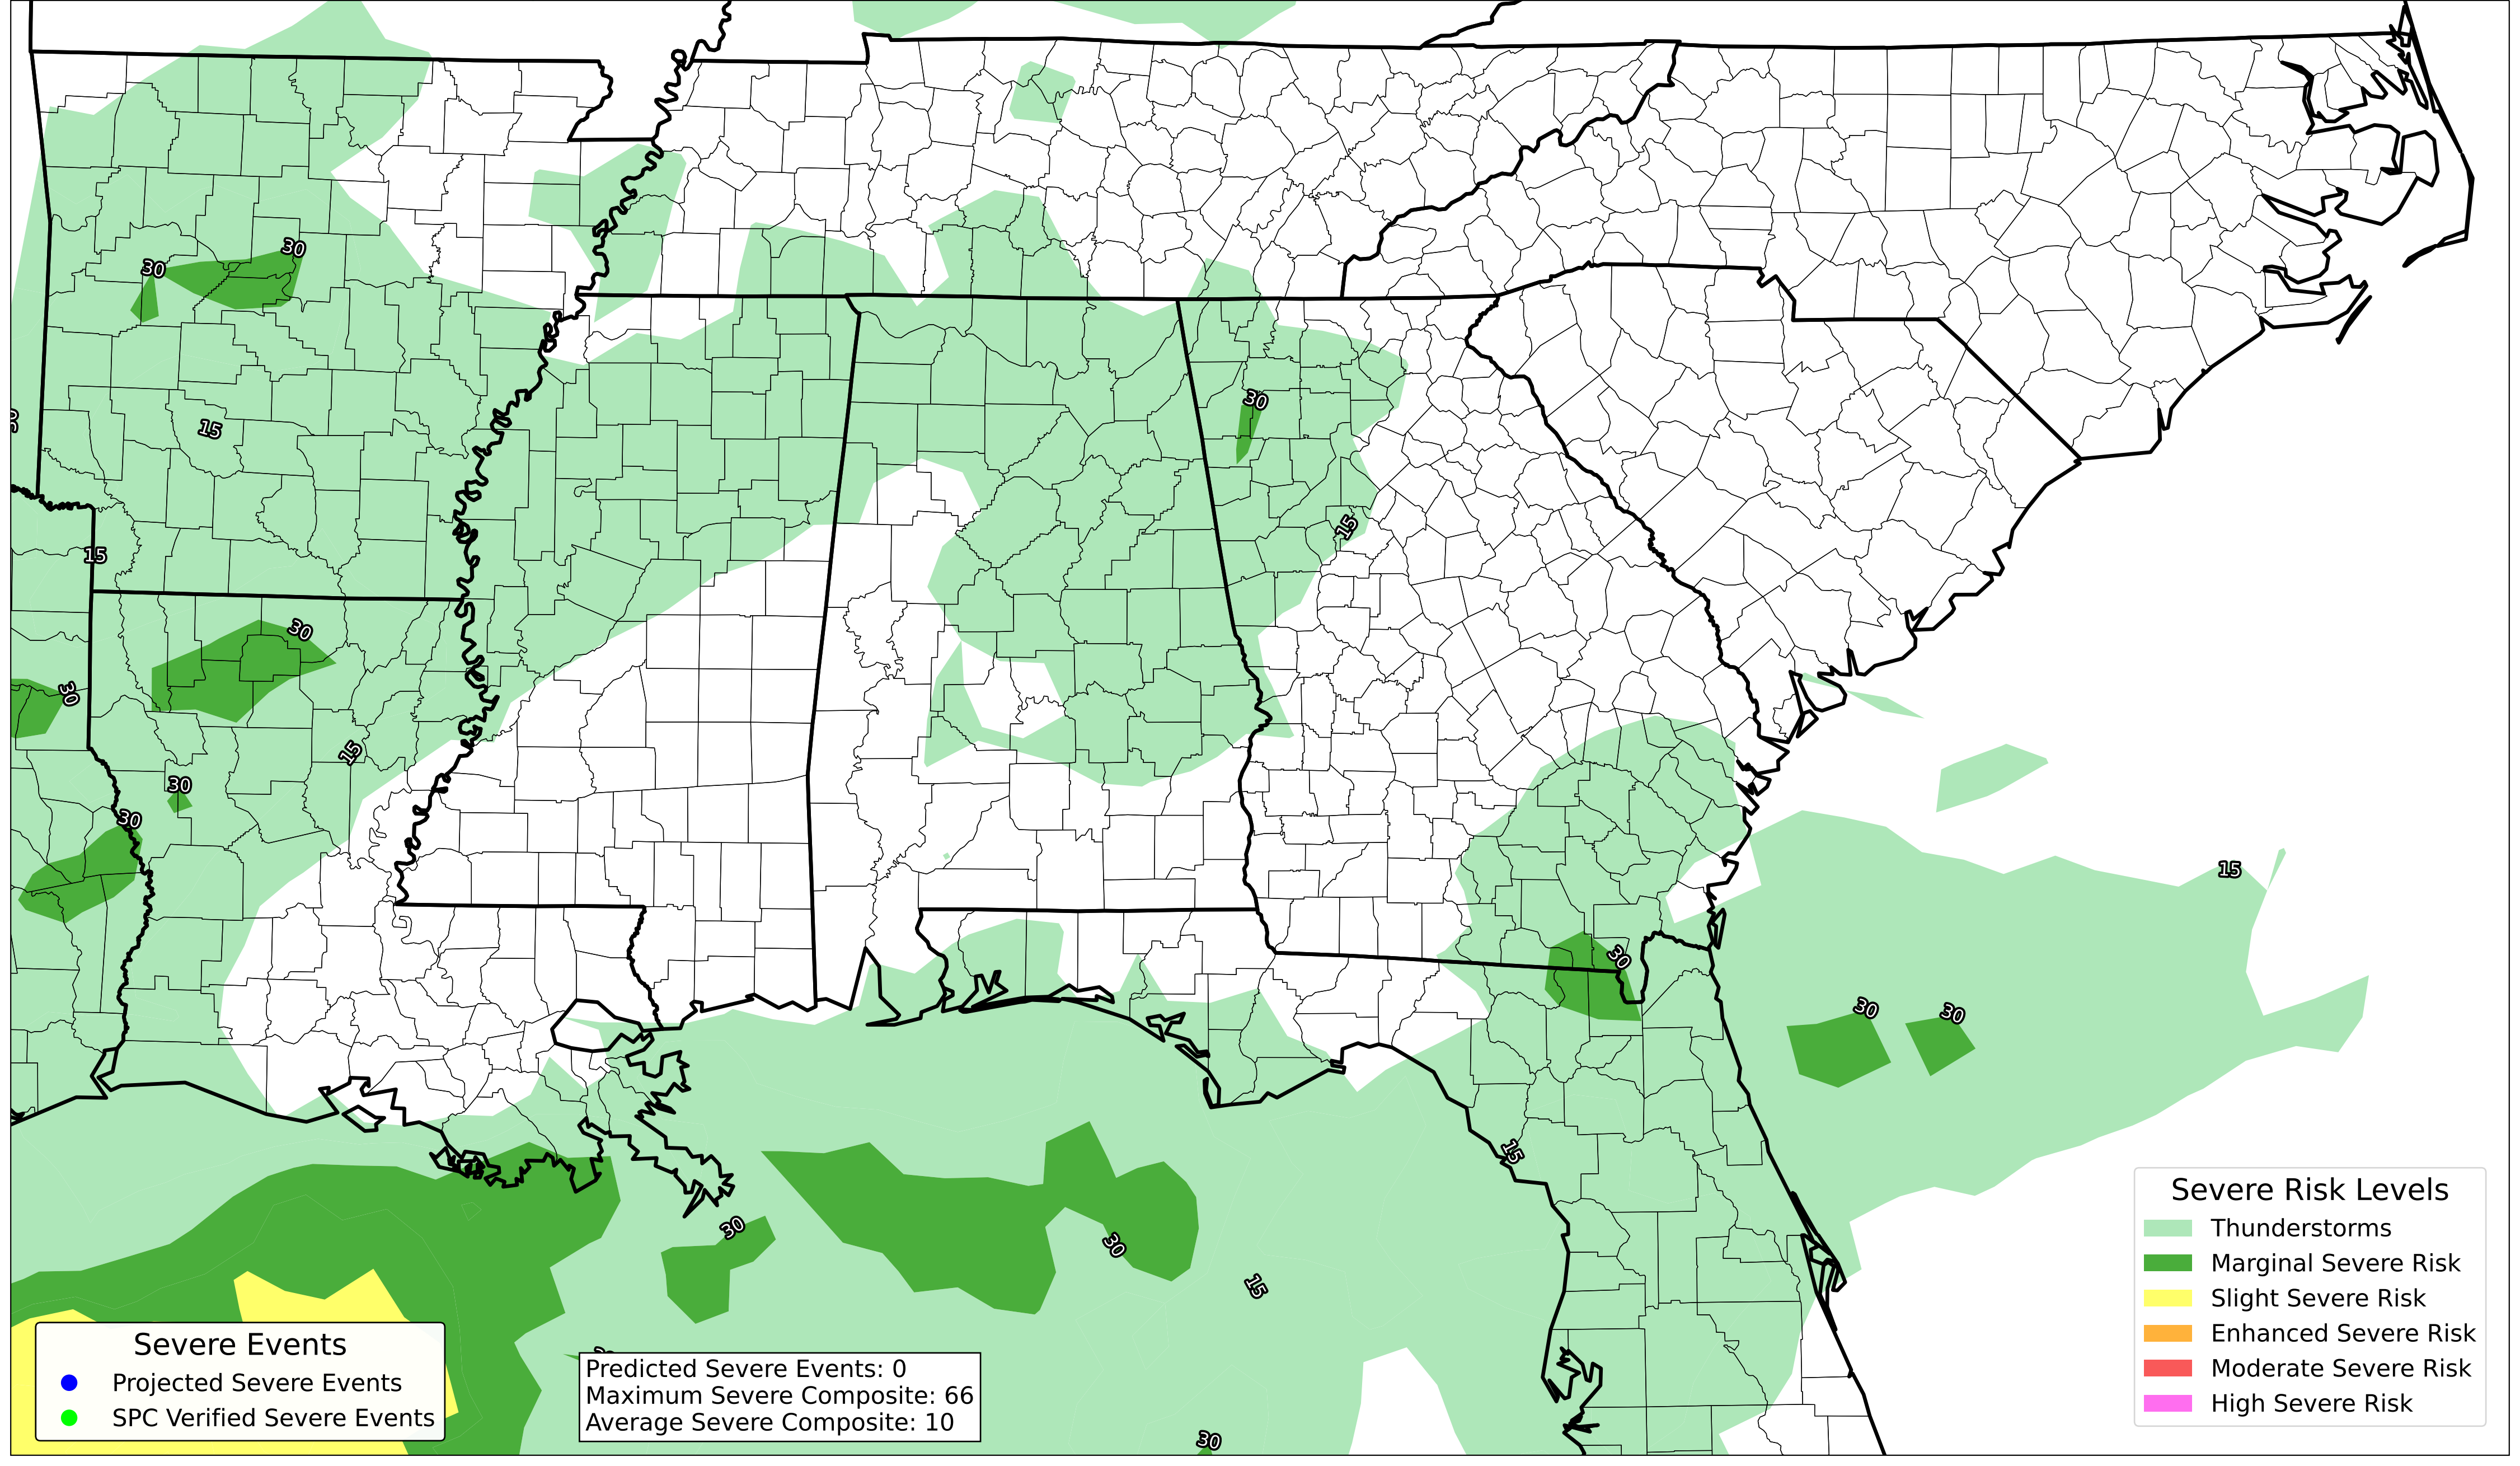 30
30
30
15
15
15
30
30
15
30
30
15
30
30
30
15
30
30
15
Severe Risk Levels
Thunderstorms
Marginal Severe Risk
Slight Severe Risk
Enhanced Severe Risk
Moderate Severe Risk
High Severe Risk
Severe Events
Projected Severe Events
SPC Verified Severe Events
Predicted Severe Events: 0
Maximum Severe Composite: 66
Average Severe Composite: 10
30